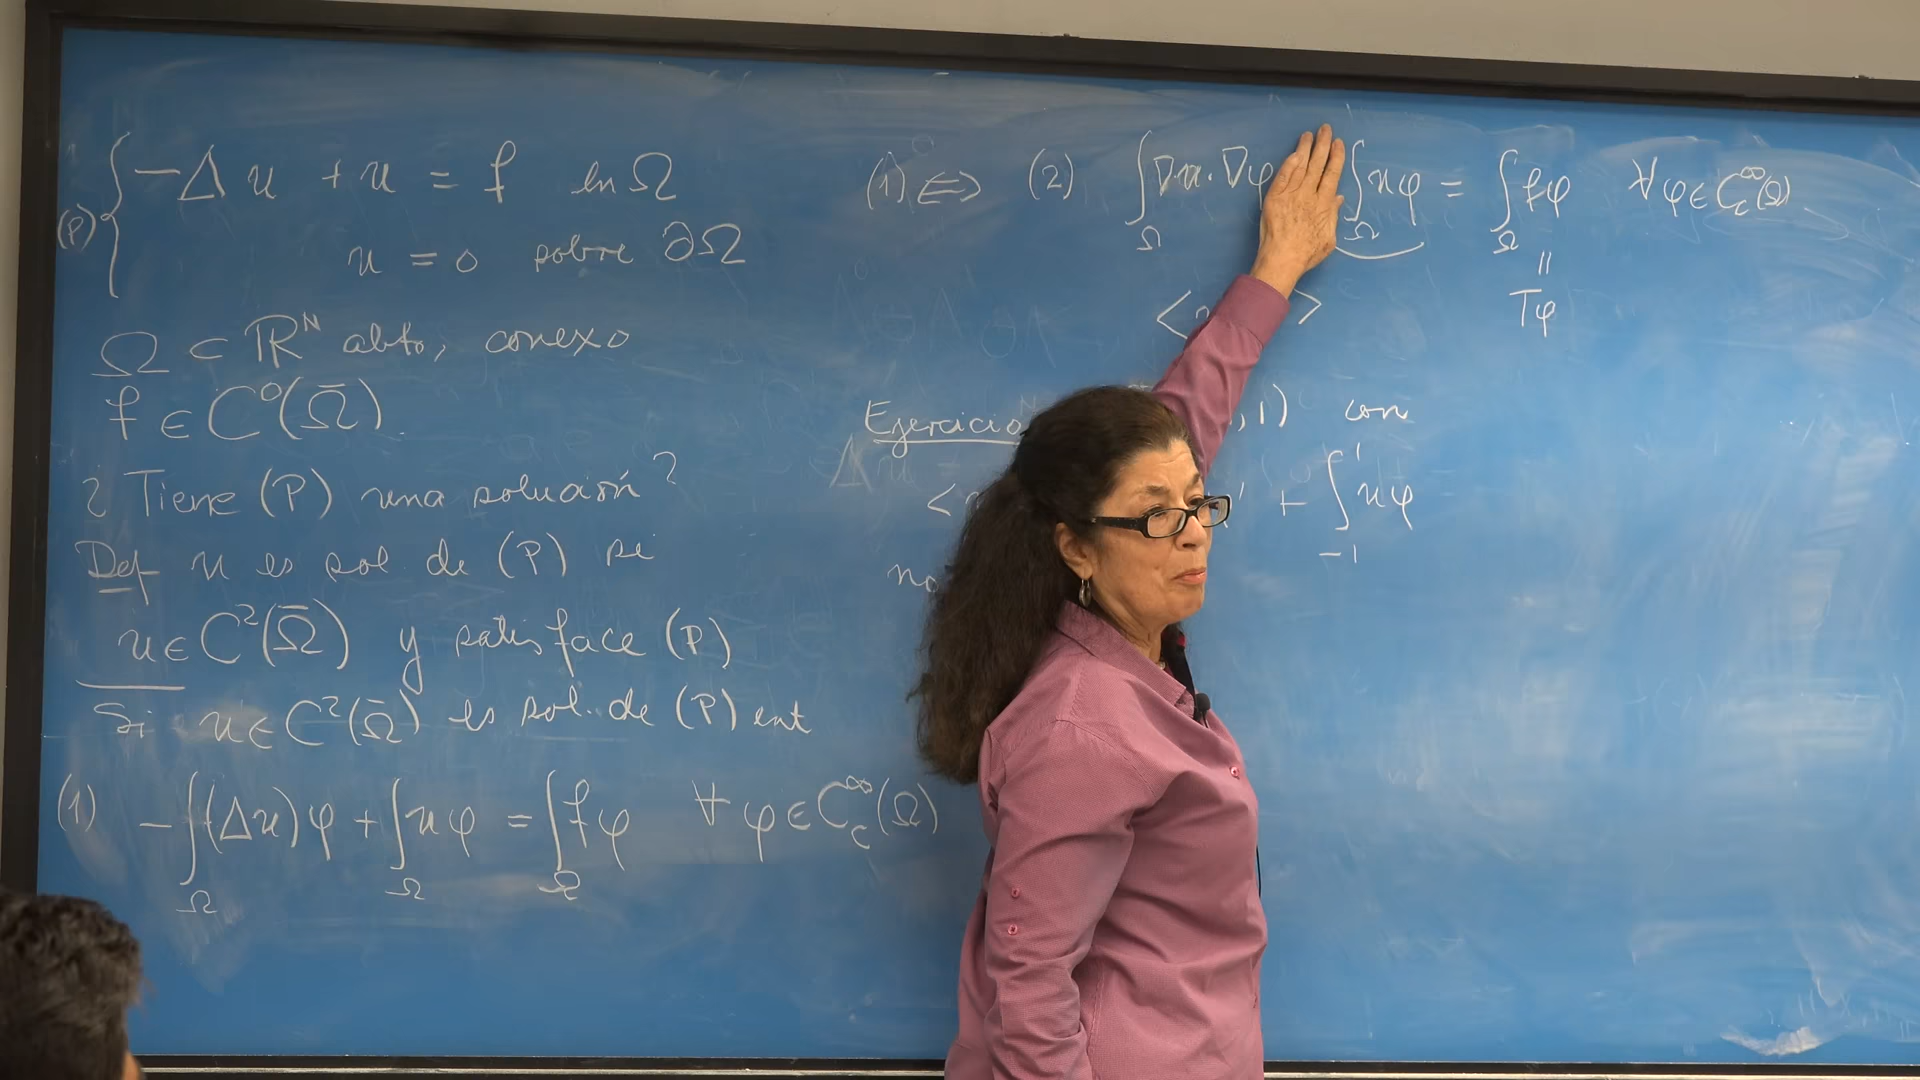 (P) { -Δu + u = f en Ω
u = 0 sobre ∂Ω
Ω ⊂ ℝ^N abto, conexo
f ∈ C⁰(Ω̄).
¿Tiene (P) una solución?
Def u es sol. de (P) si
u ∈ C²(Ω̄) y satisface (P)
Si u ∈ C²(Ω̄) es sol. de (P) ent
(1) -∫_Ω (Δu)φ + ∫_Ω uφ = ∫_Ω fφ ∀ φ ∈ C_c^∞(Ω)
(1) ⟺ (2) ∫_Ω ∇u·∇φ ∫_Ω uφ = ∫_Ω fφ ∀φ ∈ C_c^∞(Ω)
=
< > Tφ
Ejercicio ,1) con
< ' + ∫_{-1}^{1} uφ
no